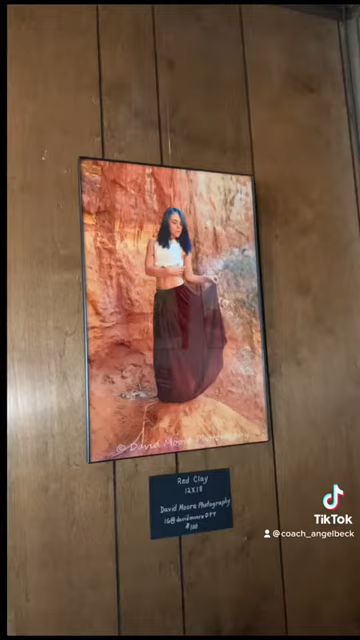 © David Moore Photography
Red Clay
12X18
David Moore Photography
TikTok
@coach_angelbeck